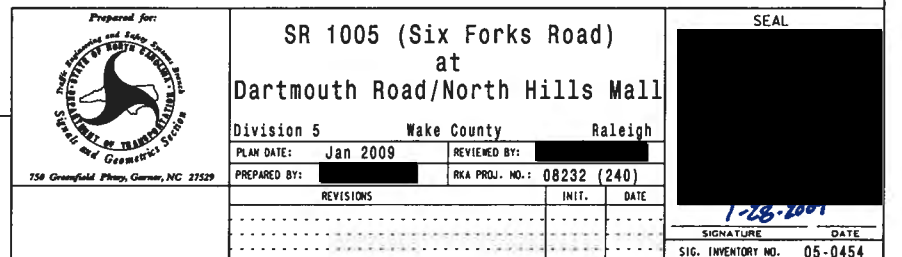 Prepared for:
Traffic Engineering and Safety Systems Branch
STATE OF NORTH CAROLINA
DEPARTMENT OF TRANSPORTATION
Signals and Geometrics Section
750 Greenfield Pkwy, Garner, NC 27529
SR 1005 (Six Forks Road)
at
Dartmouth Road/North Hills Mall
Division 5 Wake County Raleigh
PLAN DATE: Jan 2009 REVIEWED BY:
PREPARED BY: RKA PROJ. NO.: 08232 (240)
REVISIONS INIT. DATE
SEAL
SIGNATURE DATE
SIG. INVENTORY NO. 05-0454